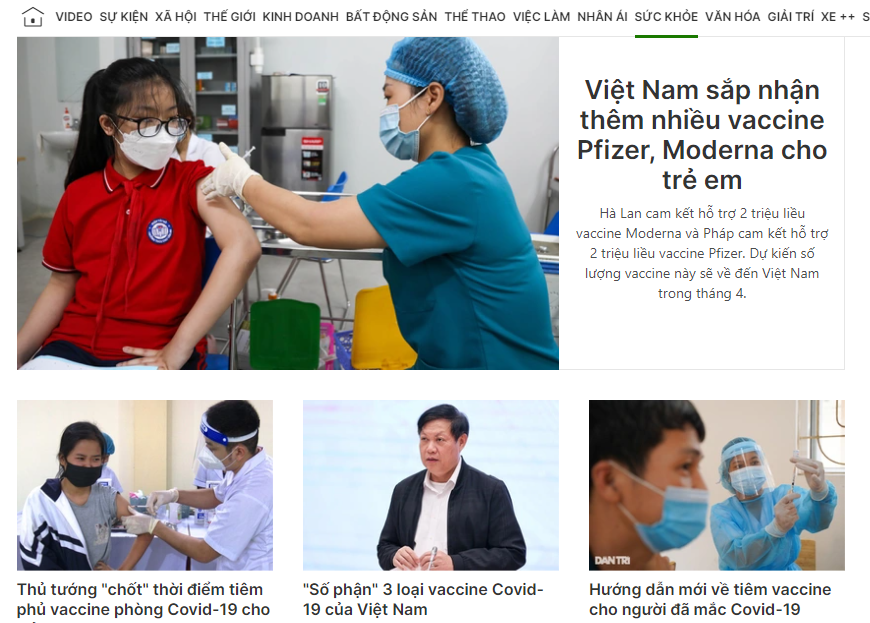 VIDEO SỰ KIỆN XÃ HỘI THẾ GIỚI KINH DOANH BẤT ĐỘNG SẢN THỂ THAO VIỆC LÀM NHÂN ÁI SỨC KHỎE VĂN HÓA GIẢI TRÍ XE ++ S
SHARP
Việt Nam sắp nhận
thêm nhiều vaccine
Pfizer, Moderna cho
trẻ em
Hà Lan cam kết hỗ trợ 2 triệu liều
vaccine Moderna và Pháp cam kết hỗ trợ
2 triệu liều vaccine Pfizer. Dự kiến số
lượng vaccine này sẽ về đến Việt Nam
trong tháng 4.
DANTRI
Thủ tướng "chốt" thời điểm tiêm
phủ vaccine phòng Covid-19 cho
"Số phận" 3 loại vaccine Covid-
19 của Việt Nam
Hướng dẫn mới về tiêm vaccine
cho người đã mắc Covid-19